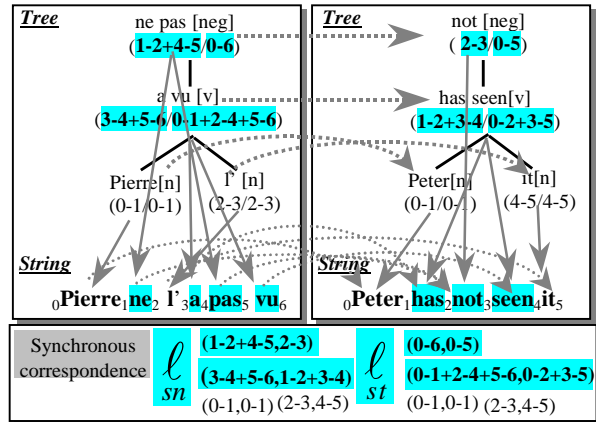 Tree
ne pas [neg]
(1-2+4-5/0-6)
a vu [v]
(3-4+5-6/0-1+2-4+5-6)
Pierre[n]
(0-1/0-1)
l' [n]
(2-3/2-3)
String
0Pierre1ne2 l' 3a4pas5 vu6
Tree
not [neg]
( 2-3/0-5)
has seen[v]
(1-2+3-4/0-2+3-5)
Peter[n]
(0-1/0-1)
it[n]
(4-5/4-5)
String
0Peter1has2not3seen4it5
Synchronous
correspondence
ℓ sn
(1-2+4-5,2-3)
(3-4+5-6,1-2+3-4)
(0-1,0-1) (2-3,4-5)
ℓ st
(0-6,0-5)
(0-1+2-4+5-6,0-2+3-5)
(0-1,0-1) (2-3,4-5)